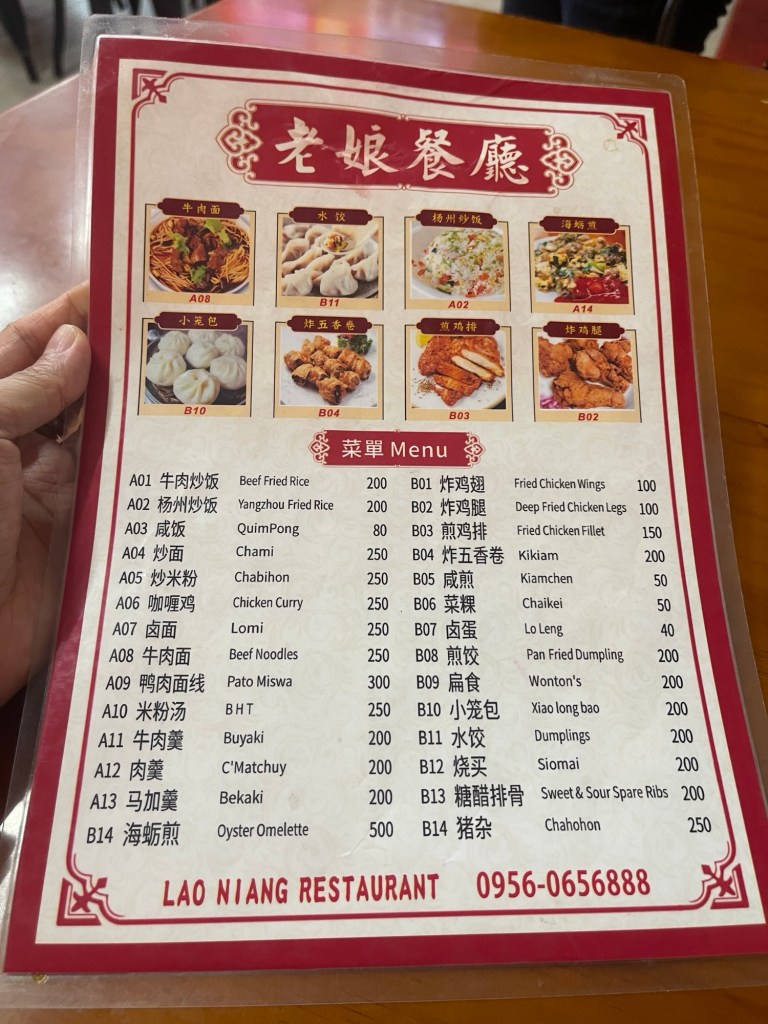 老娘餐廳
牛肉面
水饺
杨州炒饭
海蛎煎
A08
B11
A02
A14
小笼包
炸五香卷
煎鸡排
炸鸡腿
B10
B04
B03
B02
菜單 Menu
A01 牛肉炒饭 Beef Fried Rice 200
A02 杨州炒饭 Yangzhou Fried Rice 200
A03 咸饭 QuimPong 80
A04 炒面 Chami 250
A05 炒米粉 Chabihon 250
A06 咖喱鸡 Chicken Curry 250
A07 卤面 Lomi 250
A08 牛肉面 Beef Noodles 250
A09 鸭肉面线 Pato Miswa 300
A10 米粉汤 B H T 250
A11 牛肉羹 Buyaki 200
A12 肉羹 C'Matchuy 200
A13 马加羹 Bekaki 200
B14 海蛎煎 Oyster Omelette 500
B01 炸鸡翅 Fried Chicken Wings 100
B02 炸鸡腿 Deep Fried Chicken Legs 100
B03 煎鸡排 Fried Chicken Fillet 150
B04 炸五香卷 Kikiam 200
B05 咸煎 Kiamchen 50
B06 菜粿 Chaikei 50
B07 卤蛋 Lo Leng 40
B08 煎饺 Pan Fried Dumpling 200
B09 扁食 Wonton's 200
B10 小笼包 Xiao long bao 200
B11 水饺 Dumplings 200
B12 烧买 Siomai 200
B13 糖醋排骨 Sweet & Sour Spare Ribs 200
B14 猪杂 Chahohon 250
LAO NIANG RESTAURANT 0956-0656888